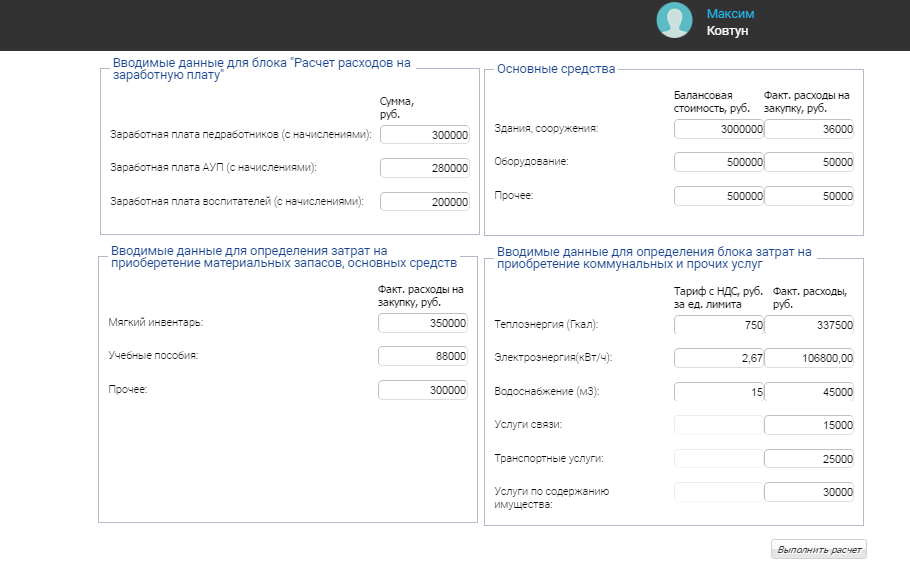 Максим
Ковтун
Вводимые данные для блока "Расчет расходов на
заработную плату"
Сумма,
руб.
Заработная плата педработников (с начислениями): 300000
Заработная плата АУП (с начислениями): 280000
Заработная плата воспитателей (с начислениями): 200000
Основные средства
Балансовая Факт. расходы на
стоимость, руб. закупку, руб.
Здания, сооружения: 3000000 36000
Оборудование: 500000 50000
Прочее: 500000 50000
Вводимые данные для определения затрат на
приоберетение материальных запасов, основных средств
Факт. расходы на
закупку, руб.
Мягкий инвентарь: 350000
Учебные пособия: 88000
Прочее: 300000
Вводимые данные для определения блока затрат на
приобретение коммунальных и прочих услуг
Тариф с НДС, руб. Факт. расходы,
за ед. лимита руб.
Теплоэнергия (Гкал): 750 337500
Электроэнергия(кВт/ч): 2,67 106800,00
Водоснабжение (м3): 15 45000
Услуги связи: 15000
Транспортные услуги: 25000
Услуги по содержанию 30000
имущества:
Выполнить расчет